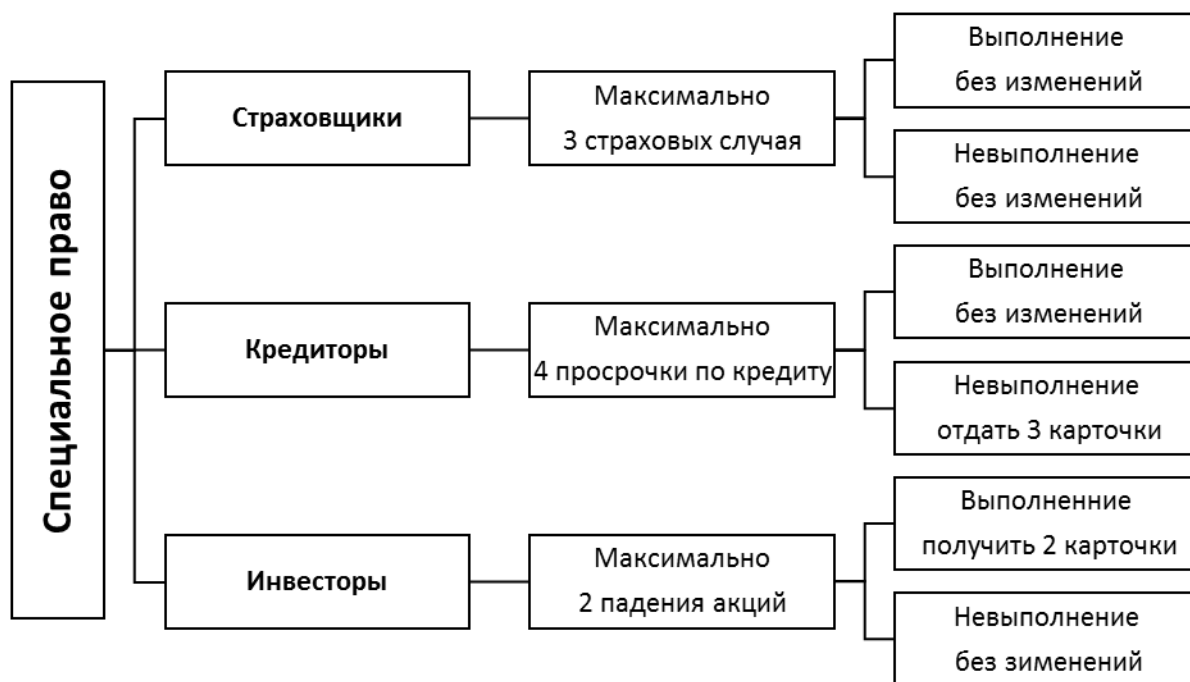 Специальное право
Страховщики
Максимально
3 страховых случая
Выполнение
без изменений
Невыполнение
без изменений
Кредиторы
Максимально
4 просрочки по кредиту
Выполнение
без изменений
Невыполнение
отдать 3 карточки
Инвесторы
Максимально
2 падения акций
Выполненние
получить 2 карточки
Невыполнение
без зименений